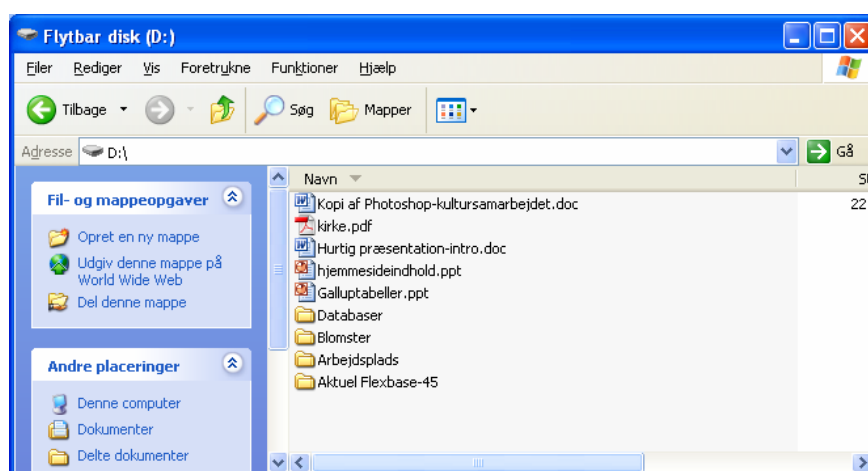 Flytbar disk (D:)
Filer Rediger Vis Foretrukne Funktioner Hjælp
Tilbage Søg Mapper
Adresse D:\ Gå
Fil- og mappeopgaver
Opret en ny mappe
Udgiv denne mappe på
World Wide Web
Del denne mappe
Andre placeringer
Denne computer
Dokumenter
Delte dokumenter
Navn
Kopi af Photoshop-kultursamarbejdet.doc 22
kirke.pdf
Hurtig præsentation-intro.doc
hjemmesideindhold.ppt
Galluptabeller.ppt
Databaser
Blomster
Arbejdsplads
Aktuel Flexbase-45